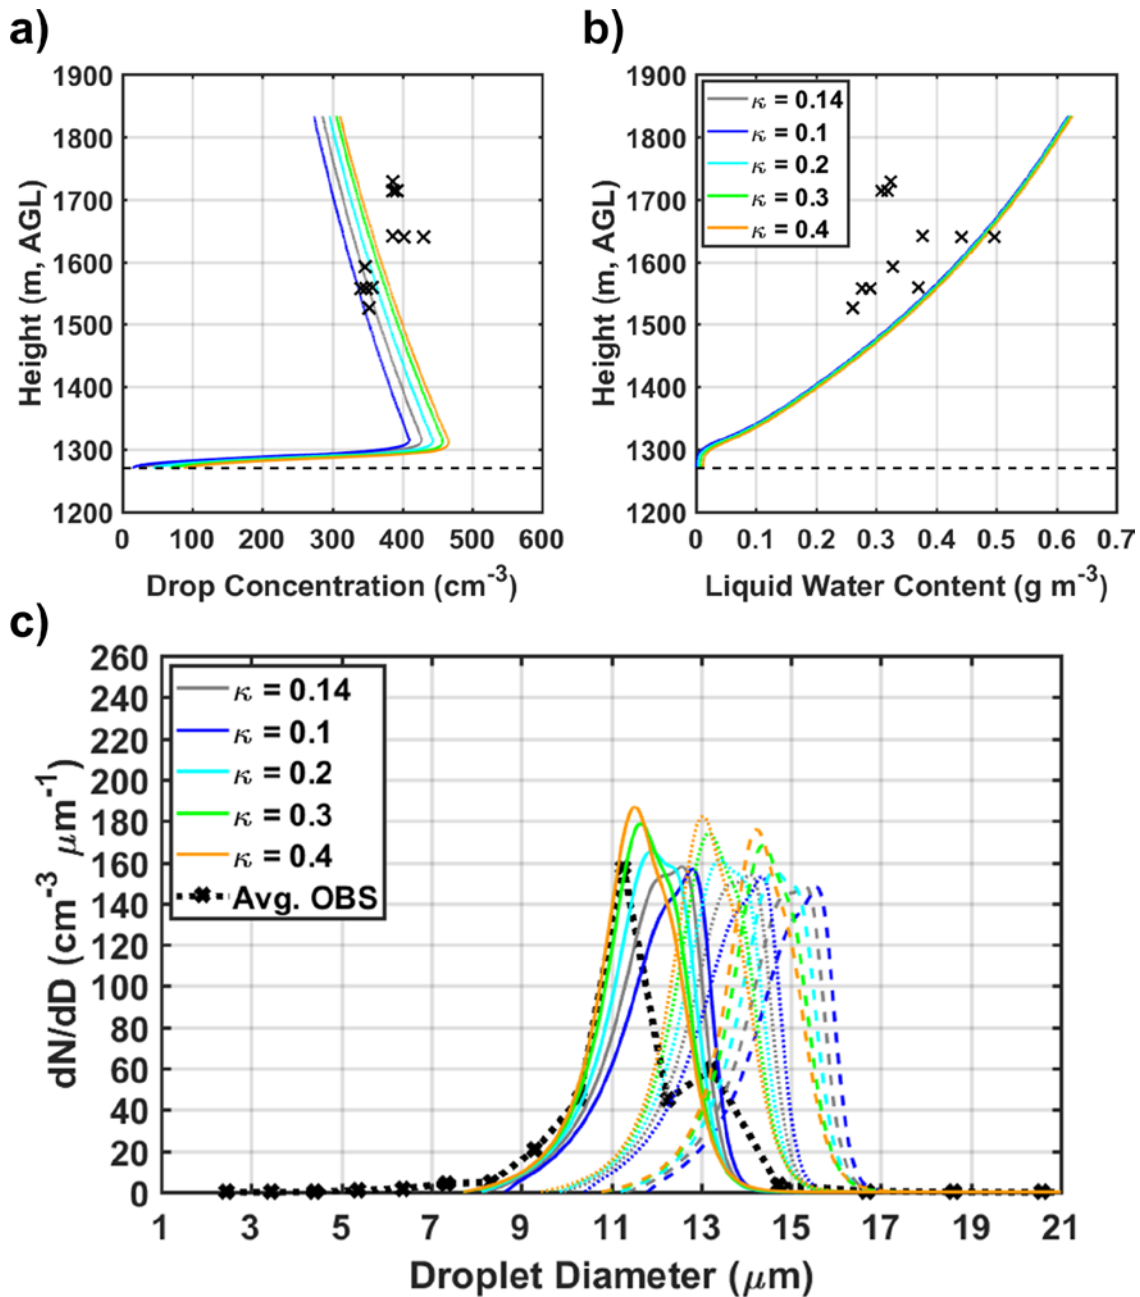 a)
1900
1800
1700
1600
1500
1400
1300
1200
Height (m, AGL)
0 100 200 300 400 500 600
Drop Concentration (cm-3)
b)
1900
1800
1700
1600
1500
1400
1300
1200
Height (m, AGL)
κ = 0.14
κ = 0.1
κ = 0.2
κ = 0.3
κ = 0.4
0 0.1 0.2 0.3 0.4 0.5 0.6 0.7
Liquid Water Content (g m-3)
c)
260
240
220
200
180
160
140
120
100
80
60
40
20
0
dN/dD (cm-3 μm-1)
κ = 0.14
κ = 0.1
κ = 0.2
κ = 0.3
κ = 0.4
Avg. OBS
1 3 5 7 9 11 13 15 17 19 21
Droplet Diameter (μm)